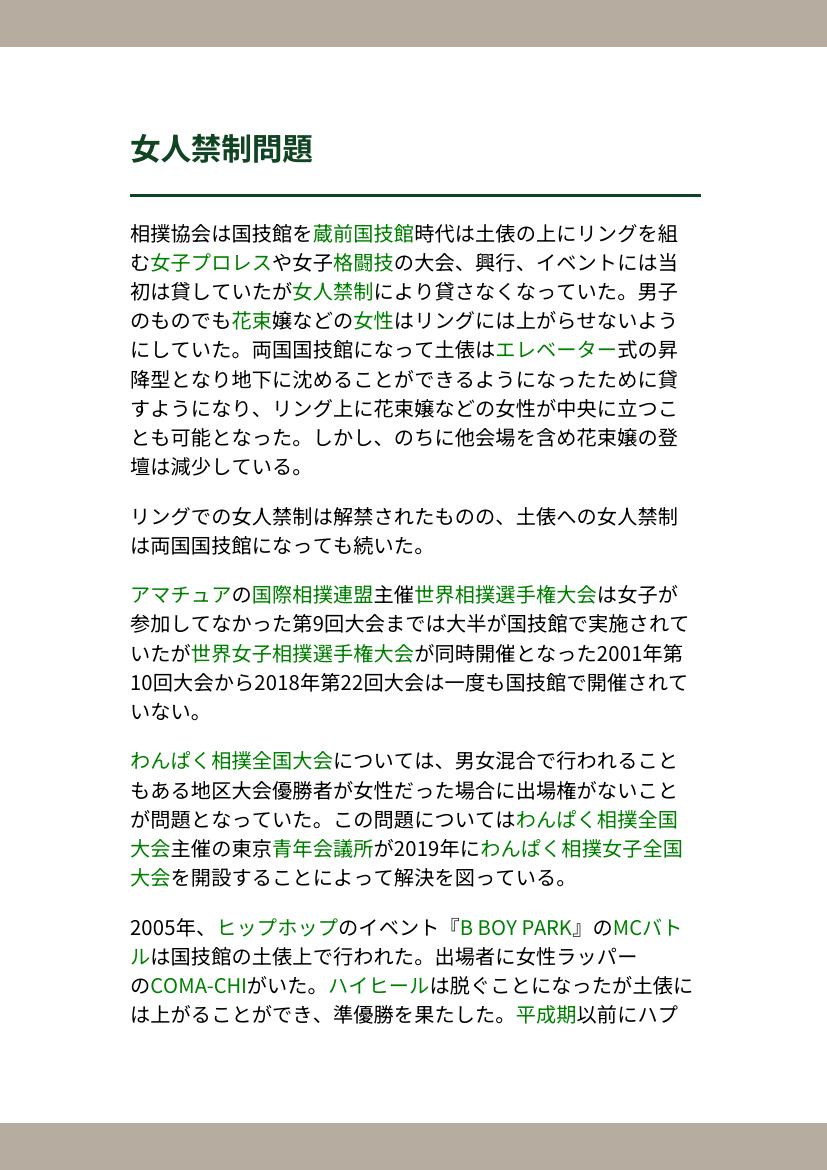 女人禁制問題
相撲協会は国技館を蔵前国技館時代は土俵の上にリングを組
む女子プロレスや女子格闘技の大会、興行、イベントには当
初は貸していたが女人禁制により貸さなくなっていた。男子
のものでも花束嬢などの女性はリングには上がらせないよう
にしていた。両国国技館になって土俵はエレベーター式の昇
降型となり地下に沈めることができるようになったために貸
すようになり、リング上に花束嬢などの女性が中央に立つこ
とも可能となった。しかし、のちに他会場を含め花束嬢の登
壇は減少している。
リングでの女人禁制は解禁されたものの、土俵への女人禁制
は両国国技館になっても続いた。
アマチュアの国際相撲連盟主催世界相撲選手権大会は女子が
参加してなかった第9回大会までは大半が国技館で実施されて
いたが世界女子相撲選手権大会が同時開催となった2001年第
10回大会から2018年第22回大会は一度も国技館で開催されて
いない。
わんぱく相撲全国大会については、男女混合で行われること
もある地区大会優勝者が女性だった場合に出場権がないこと
が問題となっていた。この問題についてはわんぱく相撲全国
大会主催の東京青年会議所が2019年にわんぱく相撲女子全国
大会を開設することによって解決を図っている。
2005年、ヒップホップのイベント『B BOY PARK』のMCバト
ルは国技館の土俵上で行われた。出場者に女性ラッパー
のCOMA-CHIがいた。ハイヒールは脱ぐことになったが土俵に
は上がることができ、準優勝を果たした。平成期以前にハプ